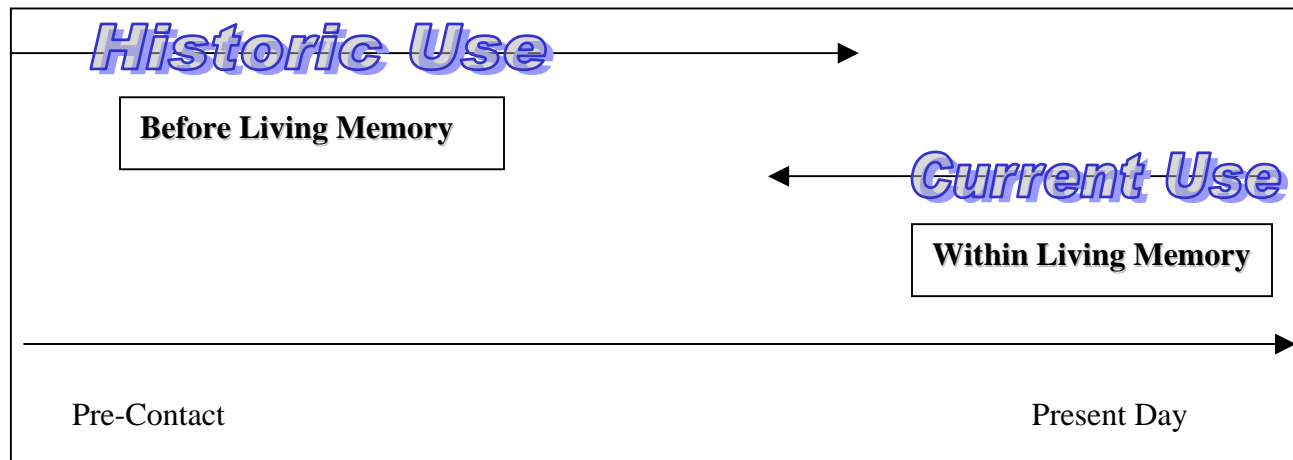 Historic Use
Before Living Memory
Current Use
Within Living Memory
Pre-Contact
Present Day